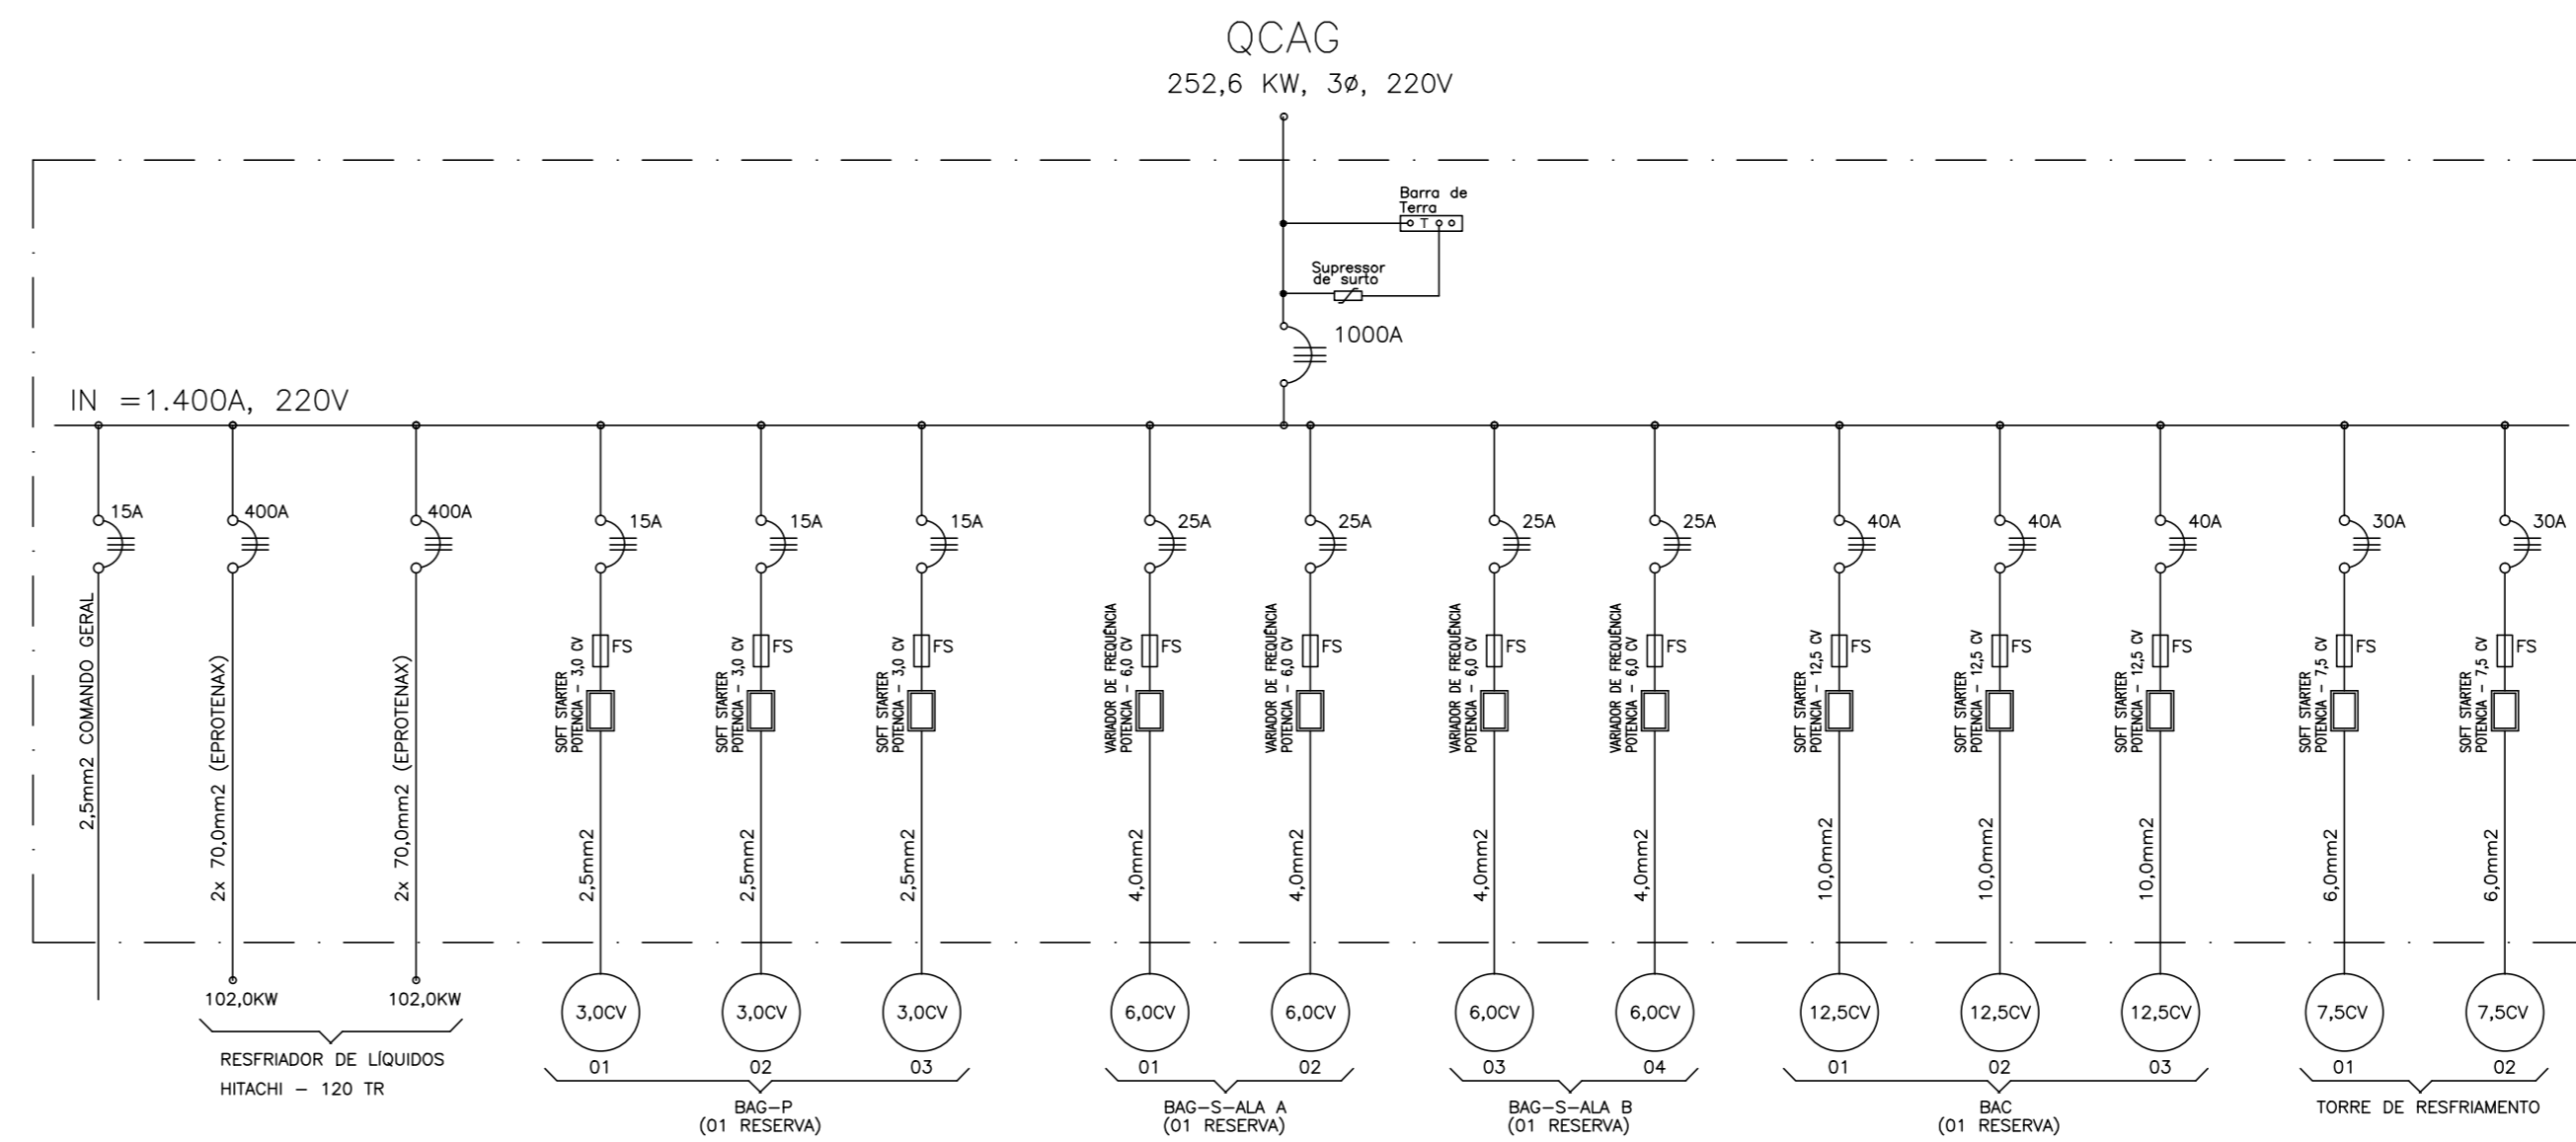 QCAG
252,6 KW, 3ø, 220V
Barra de
Terra
T
Supressor
de surto
1000A
IN =1.400A, 220V
15A
400A
400A
15A
15A
15A
25A
25A
25A
25A
40A
40A
40A
30A
30A
2,5mm2 COMANDO GERAL
2x 70,0mm2 (EPROTENAX)
2x 70,0mm2 (EPROTENAX)
SOFT STARTER
POTENCIA - 3,0 CV
FS
SOFT STARTER
POTENCIA - 3,0 CV
FS
SOFT STARTER
POTENCIA - 3,0 CV
FS
VARIADOR DE FREQUÊNCIA
POTENCIA - 6,0 CV
FS
VARIADOR DE FREQUÊNCIA
POTENCIA - 6,0 CV
FS
VARIADOR DE FREQUÊNCIA
POTENCIA - 6,0 CV
FS
VARIADOR DE FREQUÊNCIA
POTENCIA - 6,0 CV
FS
SOFT STARTER
POTENCIA - 12,5 CV
FS
SOFT STARTER
POTENCIA - 12,5 CV
FS
SOFT STARTER
POTENCIA - 12,5 CV
FS
SOFT STARTER
POTENCIA - 7,5 CV
FS
SOFT STARTER
POTENCIA - 7,5 CV
FS
2,5mm2
2,5mm2
2,5mm2
4,0mm2
4,0mm2
4,0mm2
4,0mm2
10,0mm2
10,0mm2
10,0mm2
6,0mm2
6,0mm2
102,0KW
102,0KW
3,0CV
3,0CV
3,0CV
6,0CV
6,0CV
6,0CV
6,0CV
12,5CV
12,5CV
12,5CV
7,5CV
7,5CV
RESFRIADOR DE LÍQUIDOS
HITACHI - 120 TR
01
02
03
01
02
03
04
01
02
03
01
02
BAG-P
(01 RESERVA)
BAG-S-ALA A
(01 RESERVA)
BAG-S-ALA B
(01 RESERVA)
BAC
(01 RESERVA)
TORRE DE RESFRIAMENTO